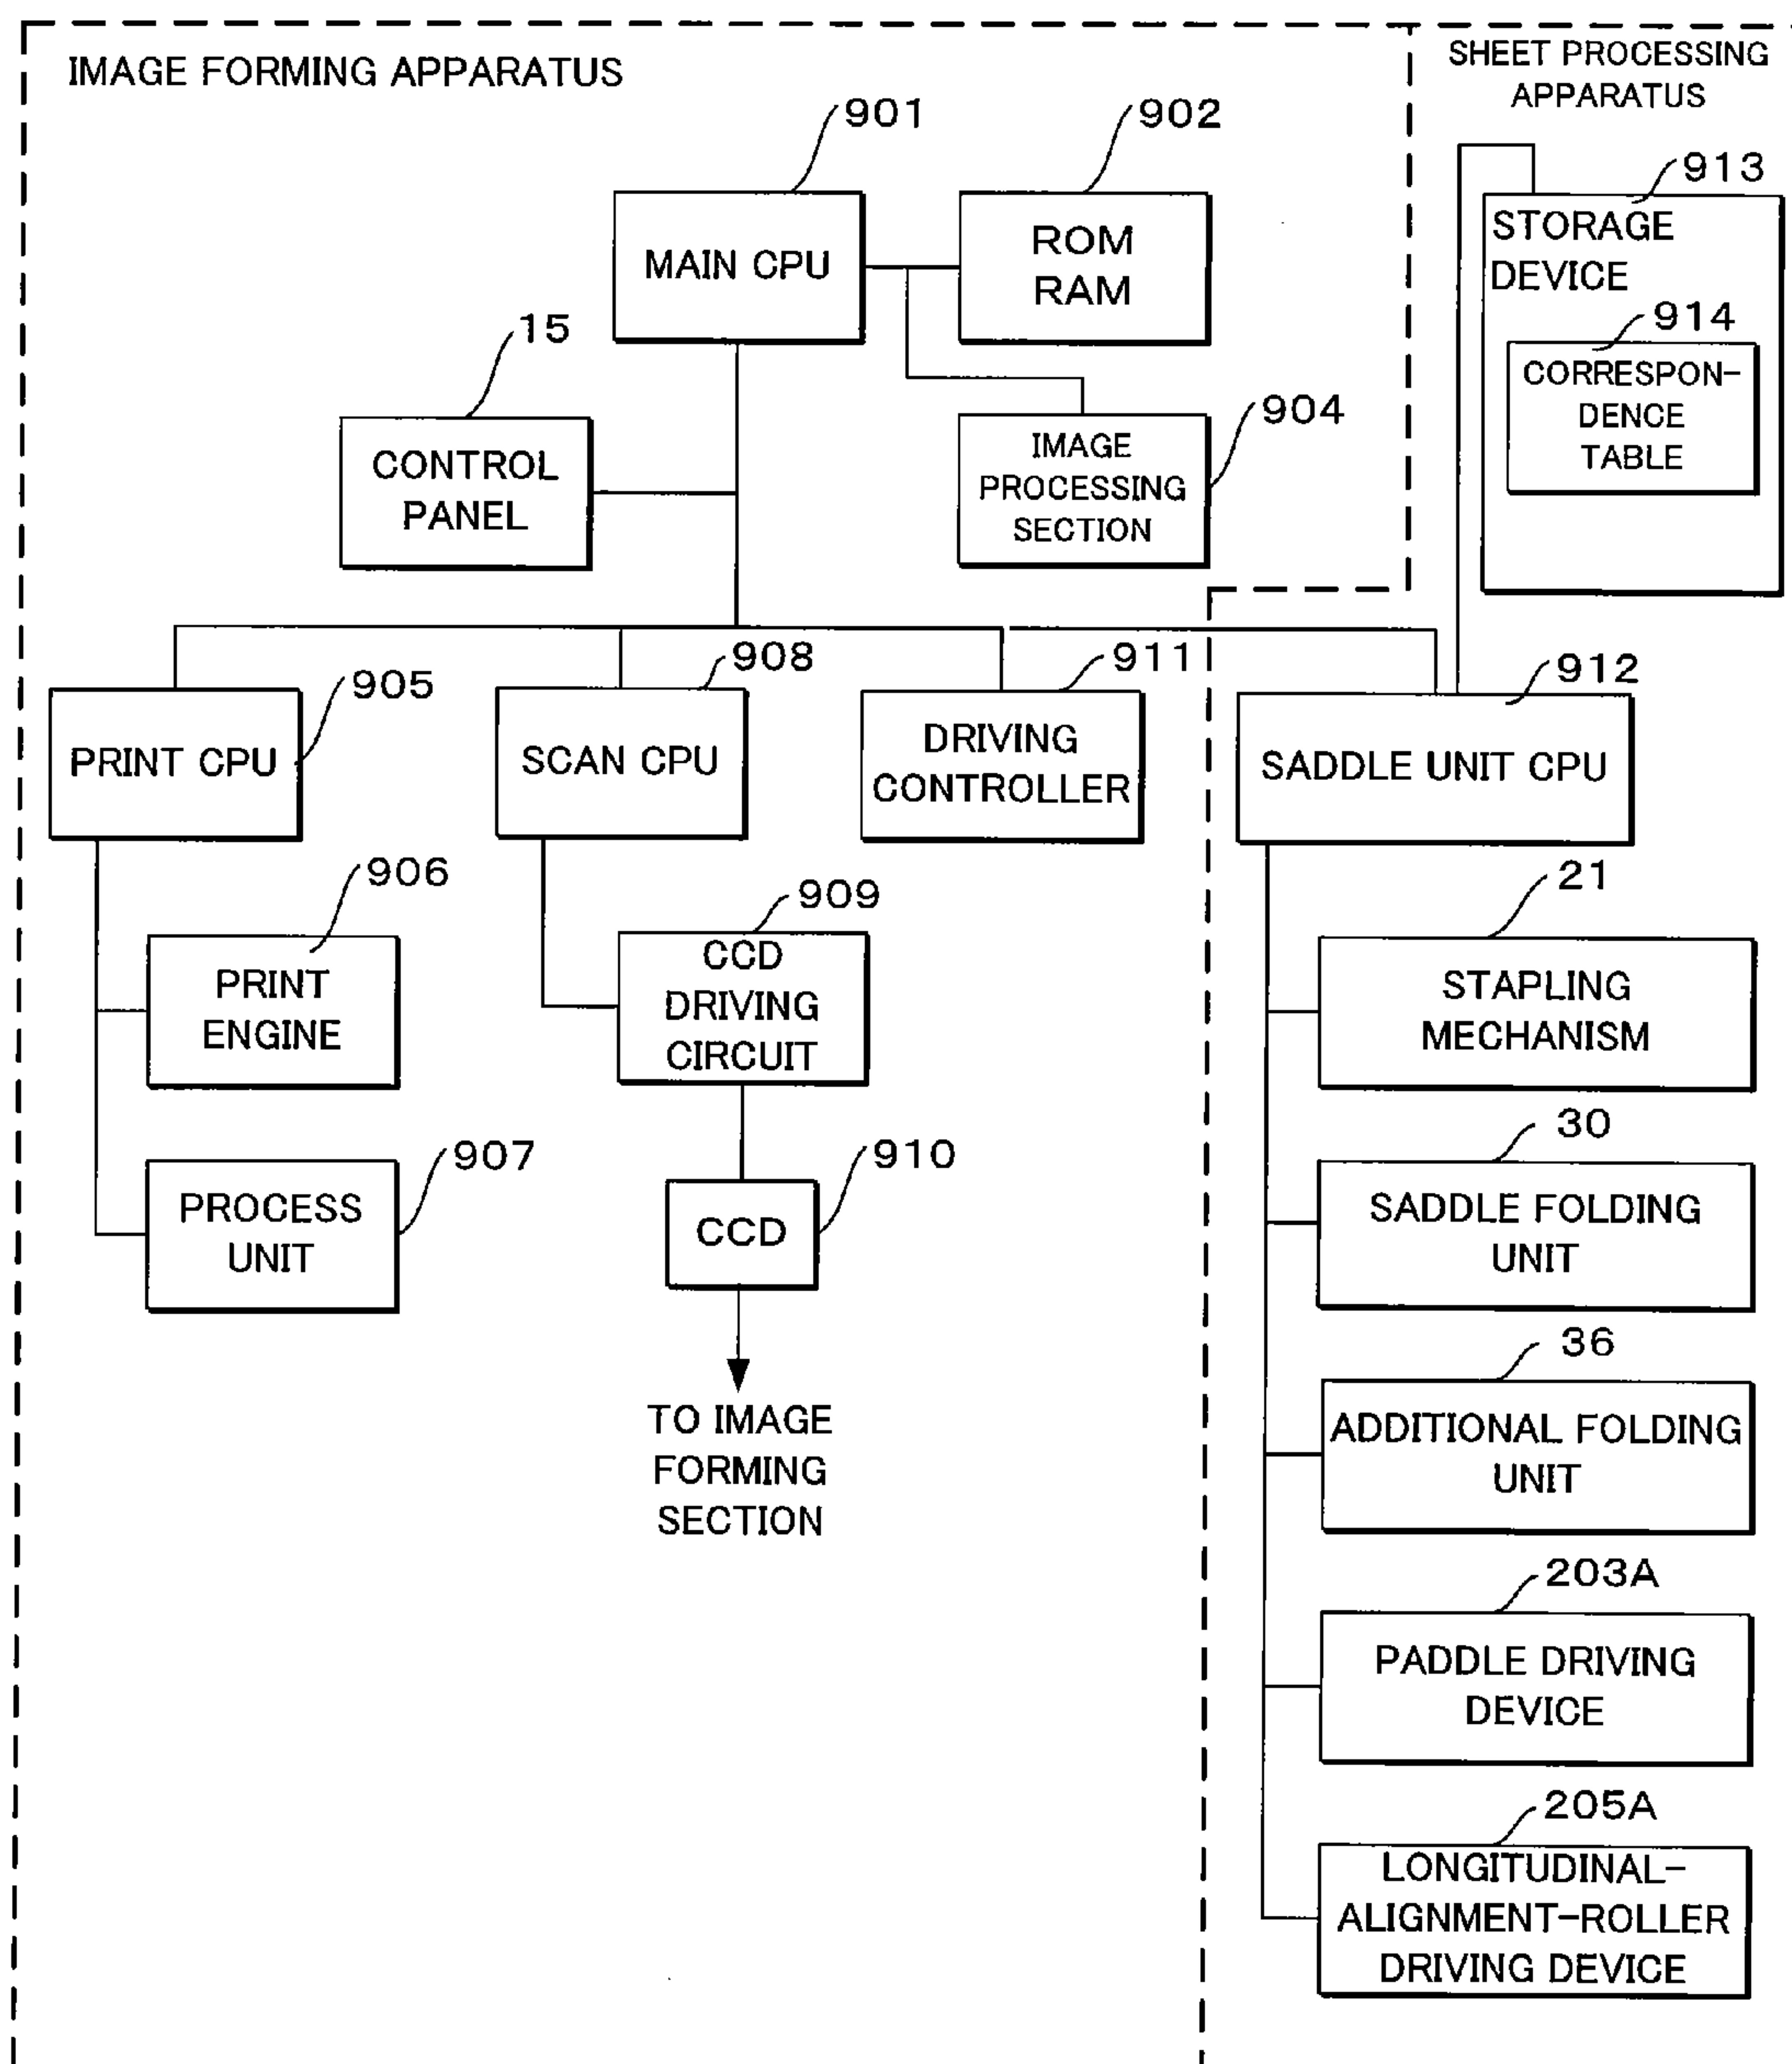 IMAGE FORMING APPARATUS
SHEET PROCESSING
APPARATUS
901
902
913
MAIN CPU
ROM
RAM
STORAGE
DEVICE
15
914
CORRESPON-
DENCE
TABLE
CONTROL
PANEL
904
IMAGE
PROCESSING
SECTION
905
908
911
912
PRINT CPU
SCAN CPU
DRIVING
CONTROLLER
SADDLE UNIT CPU
906
909
21
PRINT
ENGINE
CCD
DRIVING
CIRCUIT
STAPLING
MECHANISM
907
910
30
PROCESS
UNIT
CCD
SADDLE FOLDING
UNIT
36
TO IMAGE
FORMING
SECTION
ADDITIONAL FOLDING
UNIT
203A
PADDLE DRIVING
DEVICE
205A
LONGITUDINAL-
ALIGNMENT-ROLLER
DRIVING DEVICE